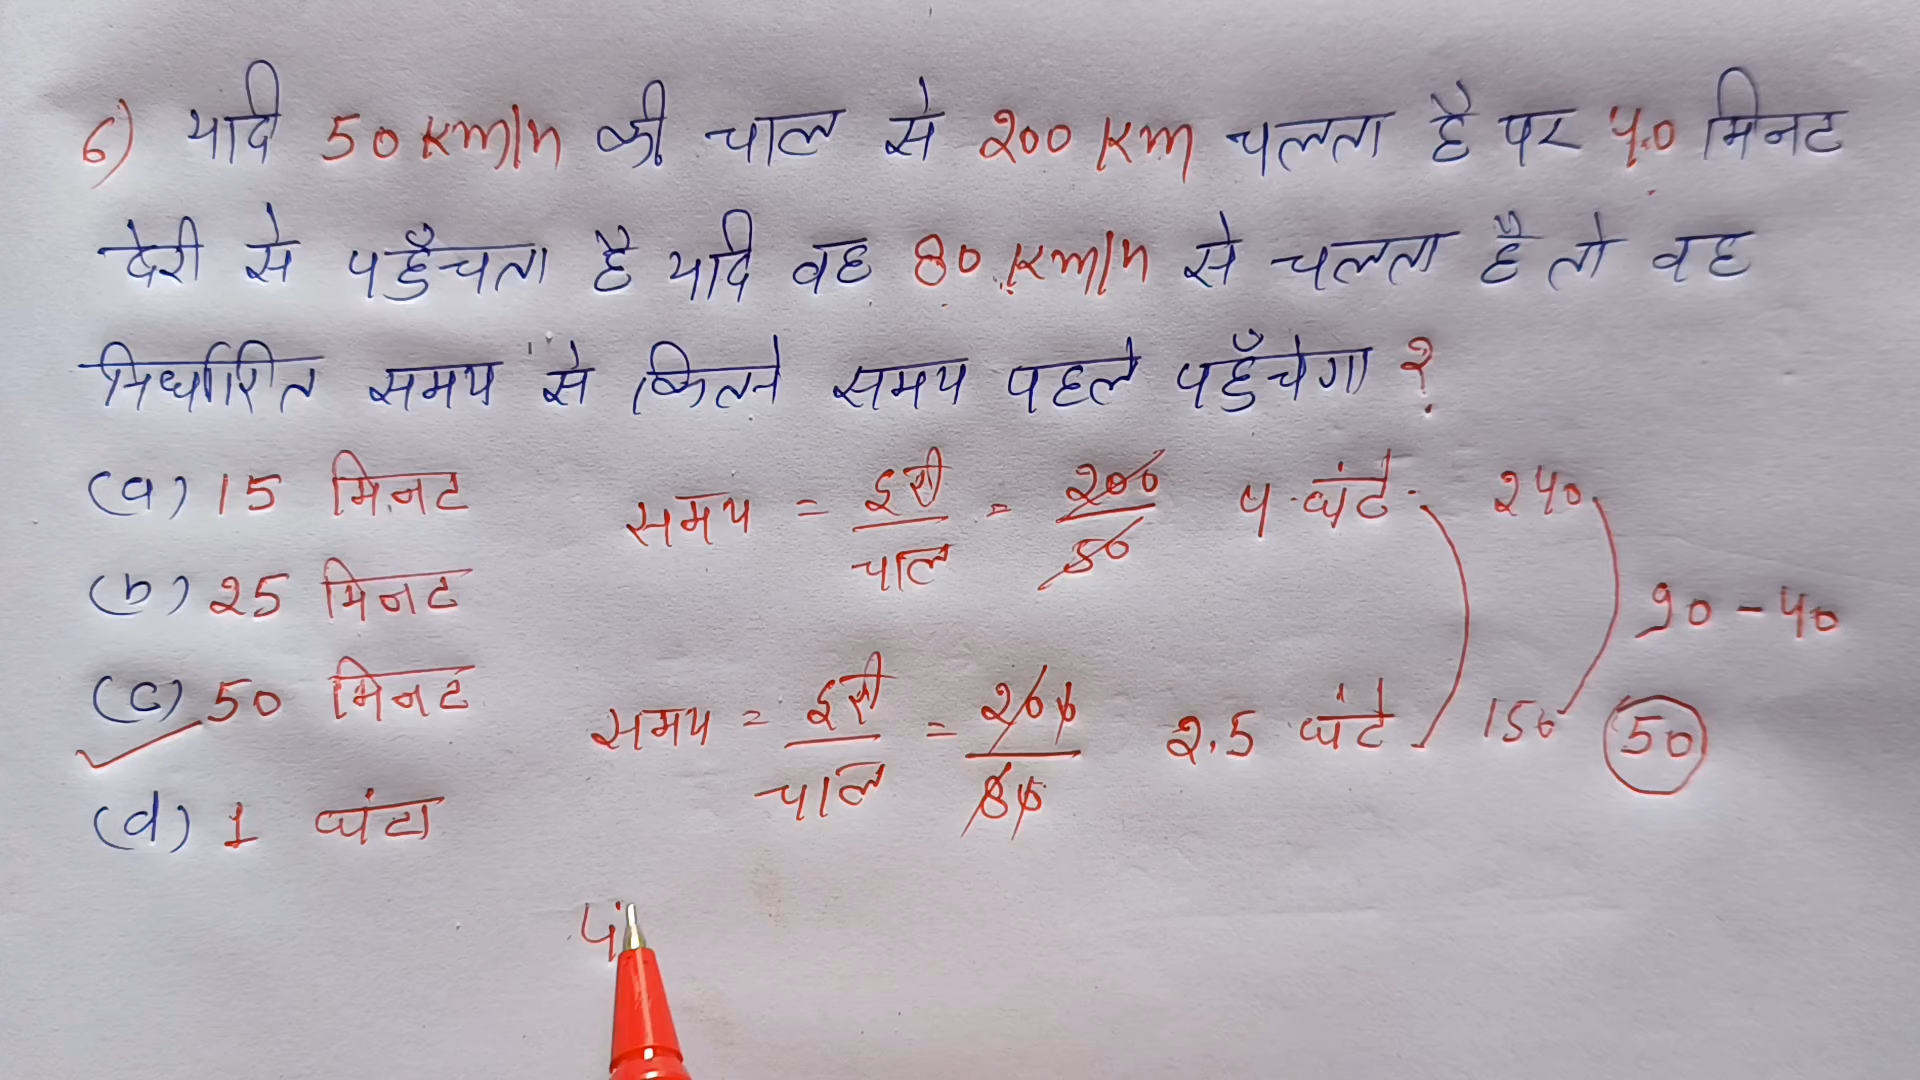 6) यदि 50 km/h की चाल से 200 km चलता है पर 40 मिनट
देरी से पहुँचता है यदि वह 80 km/h से चलता है तो वह
निर्धारित समय से कितने समय पहले पहुँचेगा ?
(a) 15 मिनट
(b) 25 मिनट
(c) 50 मिनट
(d) 1 घंटा
समय = दूरी / चाल = 200 / 50 4 घंटे 240
90 - 40
समय = दूरी / चाल = 200 / 80 2.5 घंटे 150 50
4